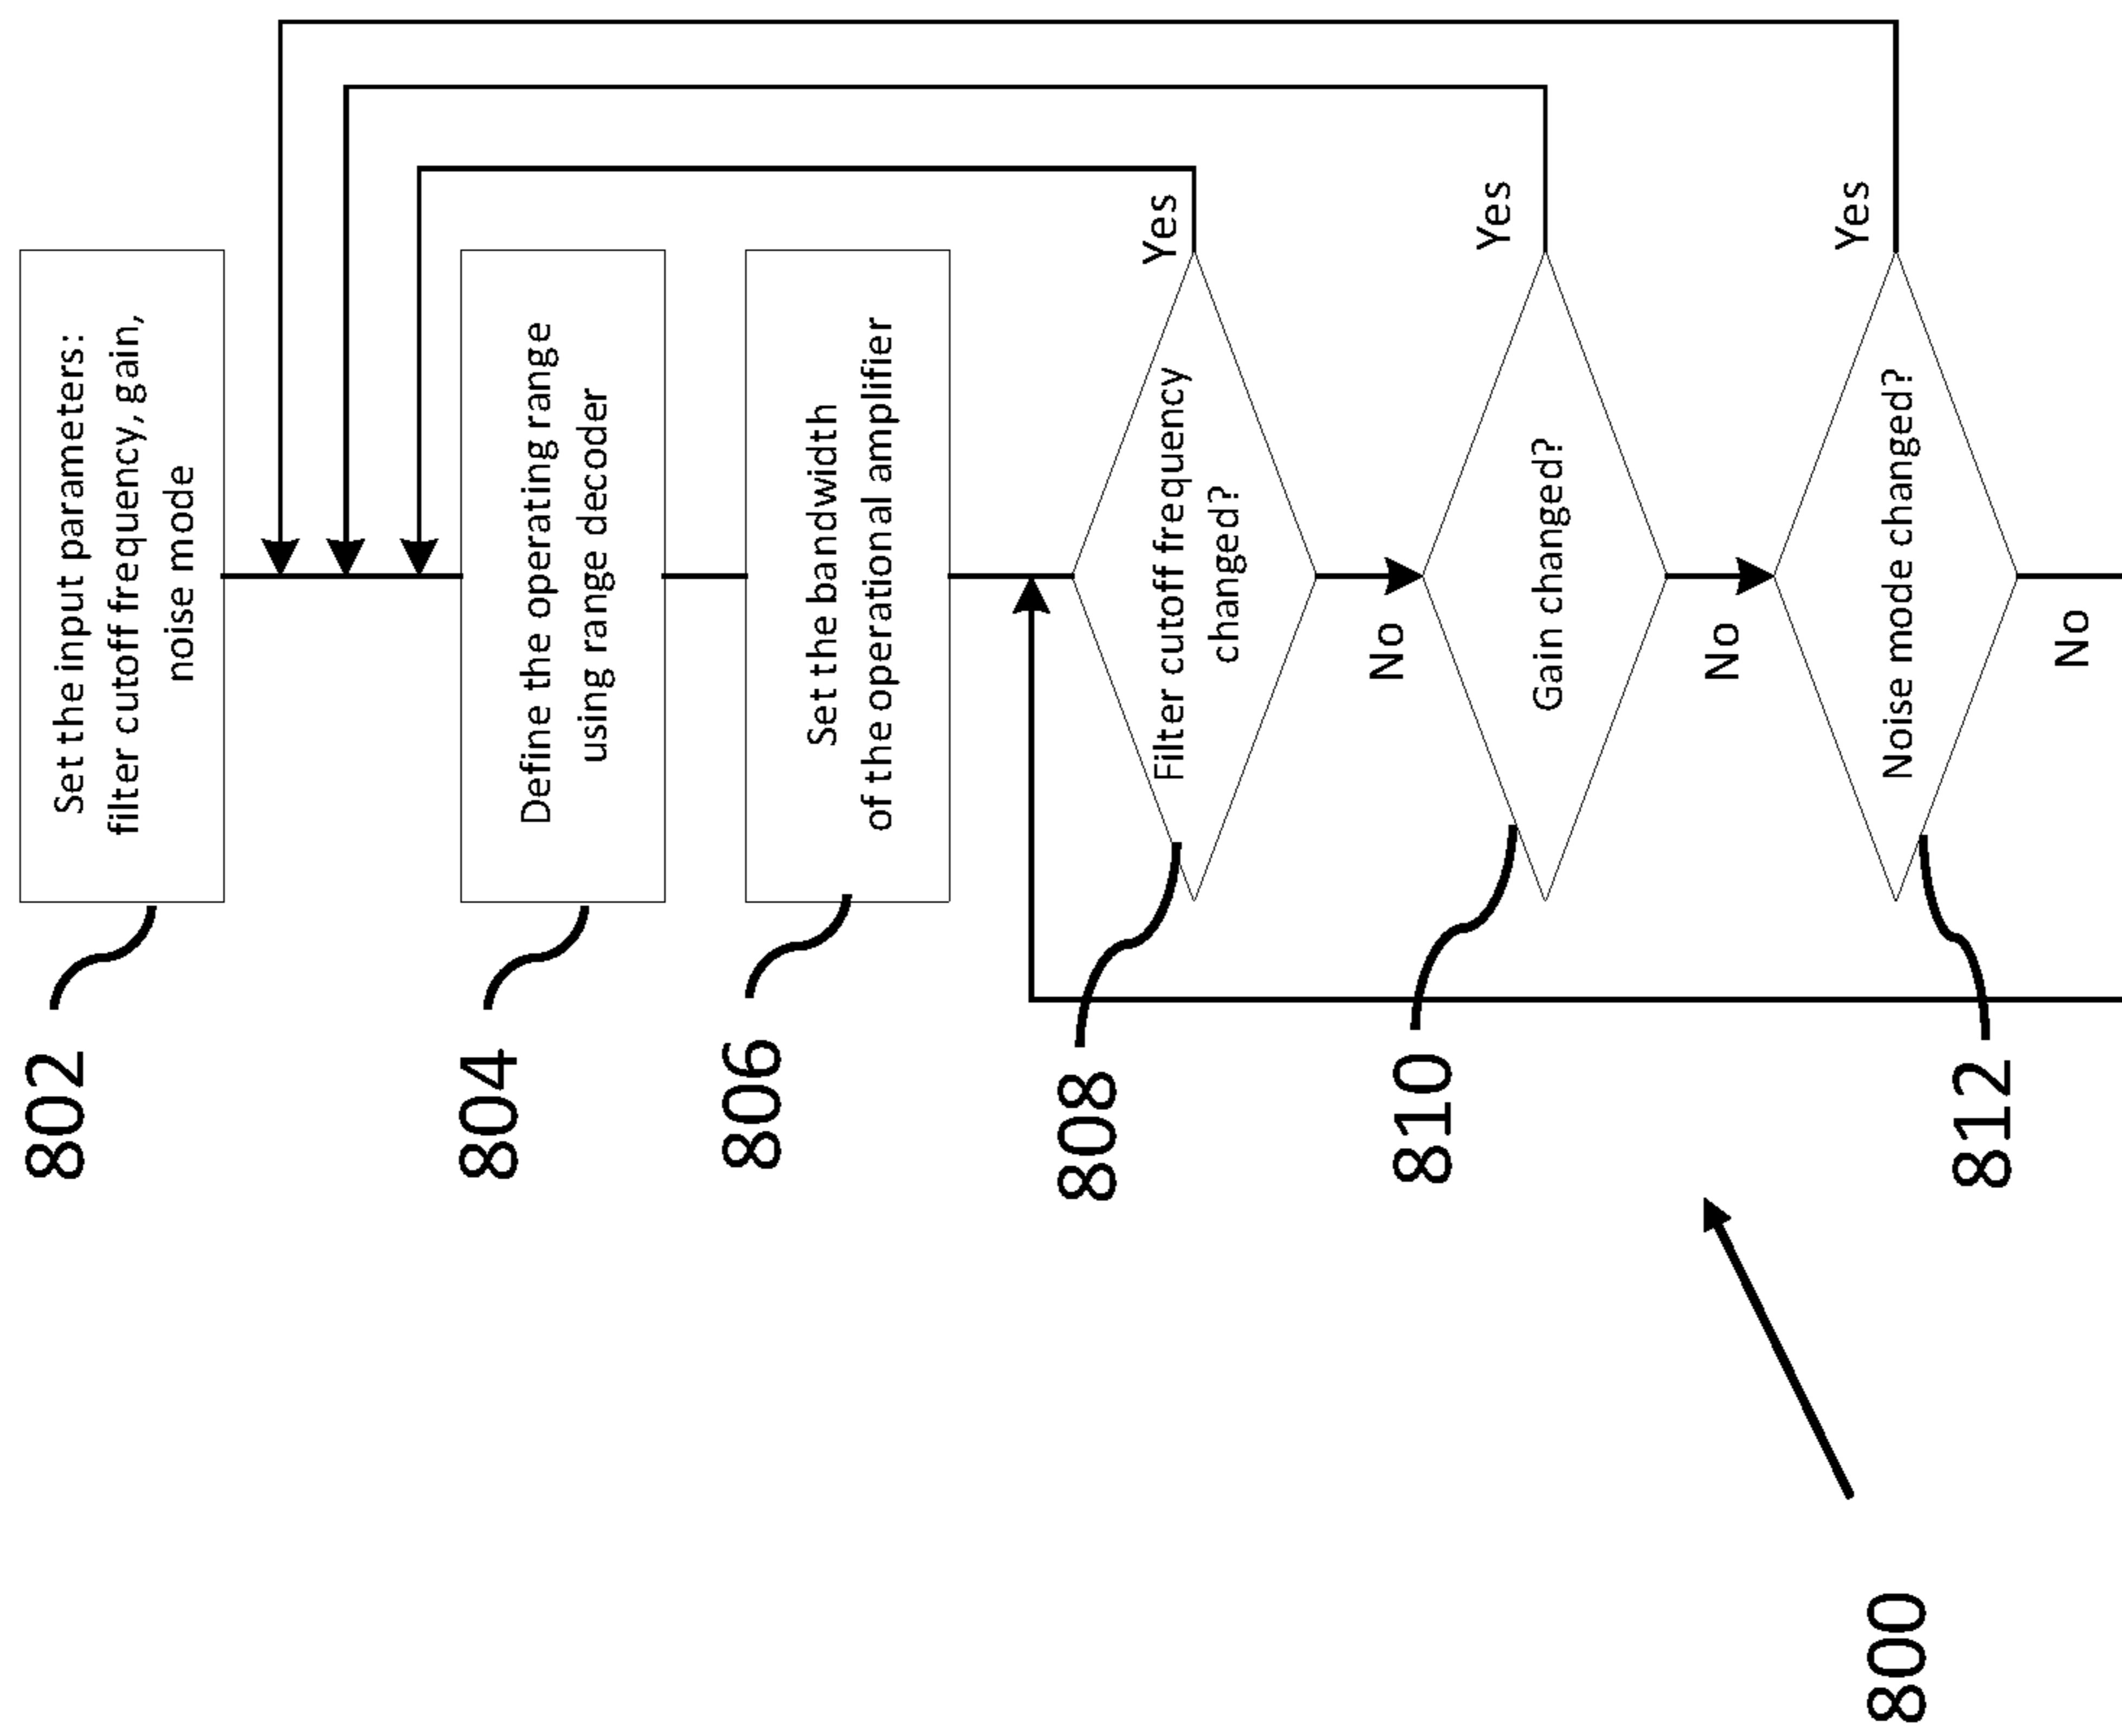 802
Set the input parameters:
filter cutoff frequency, gain,
noise mode
804
Define the operating range
using range decoder
806
Set the bandwidth
of the operational amplifier
808
Filter cutoff frequency
changed?
Yes
No
810
Gain changed?
Yes
No
812
Noise mode changed?
Yes
No
800